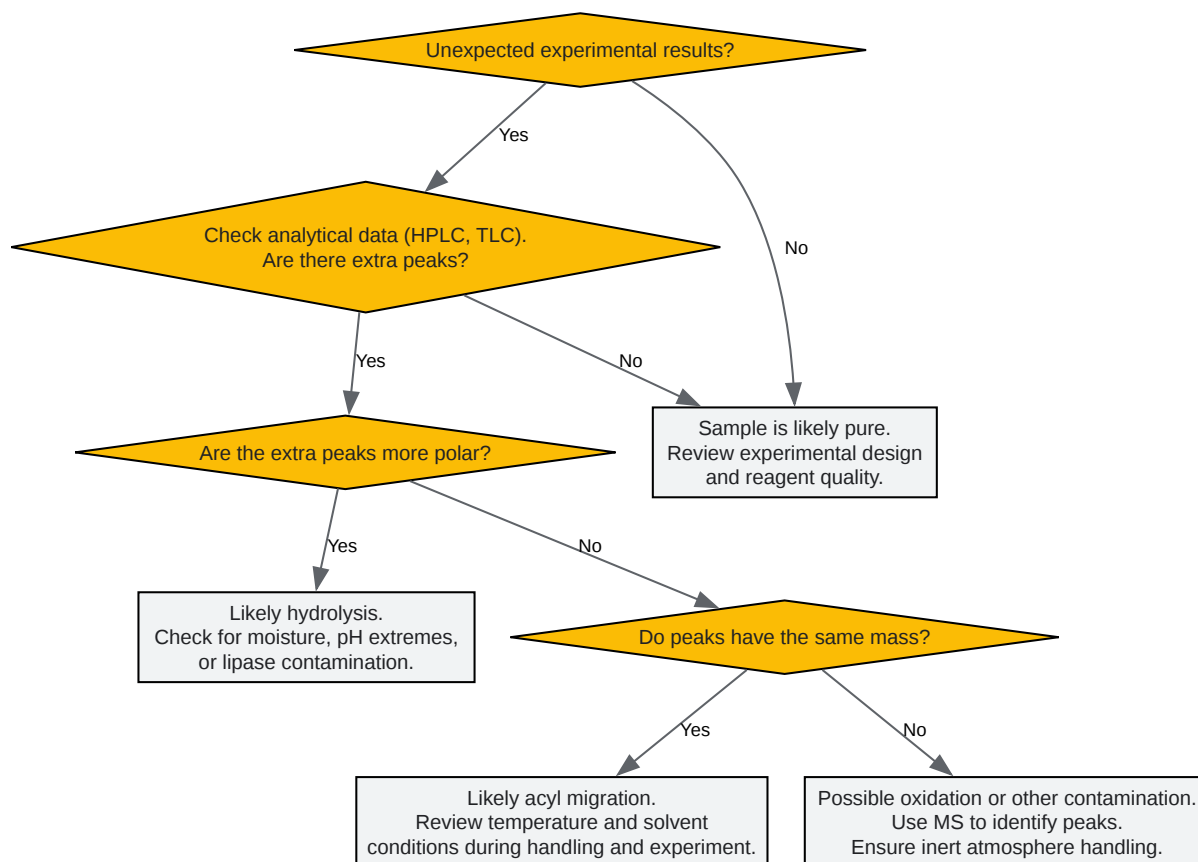 Unexpected experimental results?
Yes
No
Check analytical data (HPLC, TLC).
Are there extra peaks?
Yes
No
Sample is likely pure.
Review experimental design
and reagent quality.
Are the extra peaks more polar?
Yes
No
Likely hydrolysis.
Check for moisture, pH extremes,
or lipase contamination.
Do peaks have the same mass?
Yes
No
Likely acyl migration.
Review temperature and solvent
conditions during handling and experiment.
Possible oxidation or other contamination.
Use MS to identify peaks.
Ensure inert atmosphere handling.